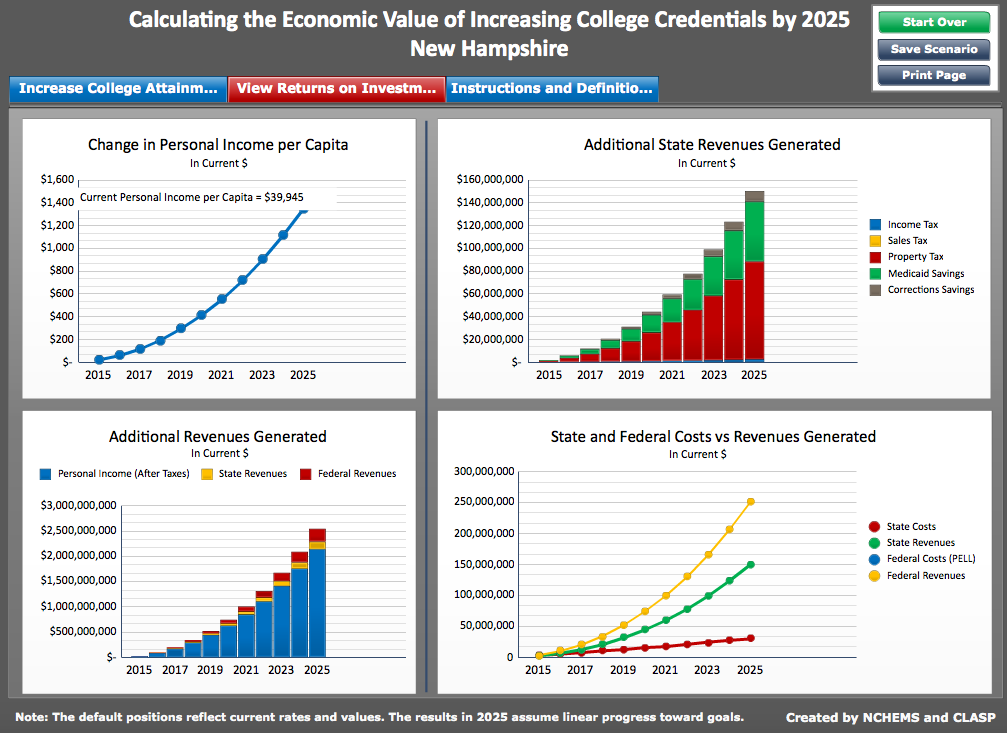 Calculating the Economic Value of Increasing College Credentials by 2025
New Hampshire
Start Over
Save Scenario
Print Page
Increase College Attainm...
View Returns on Investm...
Instructions and Definitio...
Change in Personal Income per Capita
In Current $
$1,600
Current Personal Income per Capita = $39,945
$1,400
$1,200
$1,000
$800
$600
$400
$200
$-
2015 2017 2019 2021 2023 2025
Additional State Revenues Generated
In Current $
$160,000,000
$140,000,000
$120,000,000
$100,000,000
$80,000,000
$60,000,000
$40,000,000
$20,000,000
$-
2015 2017 2019 2021 2023 2025
Income Tax
Sales Tax
Property Tax
Medicaid Savings
Corrections Savings
Additional Revenues Generated
In Current $
Personal Income (After Taxes) State Revenues Federal Revenues
$3,000,000,000
$2,500,000,000
$2,000,000,000
$1,500,000,000
$1,000,000,000
$500,000,000
$-
2015 2017 2019 2021 2023 2025
State and Federal Costs vs Revenues Generated
In Current $
300,000,000
250,000,000
200,000,000
150,000,000
100,000,000
50,000,000
0
2015 2017 2019 2021 2023 2025
State Costs
State Revenues
Federal Costs (PELL)
Federal Revenues
Note: The default positions reflect current rates and values. The results in 2025 assume linear progress toward goals.
Created by NCHEMS and CLASP